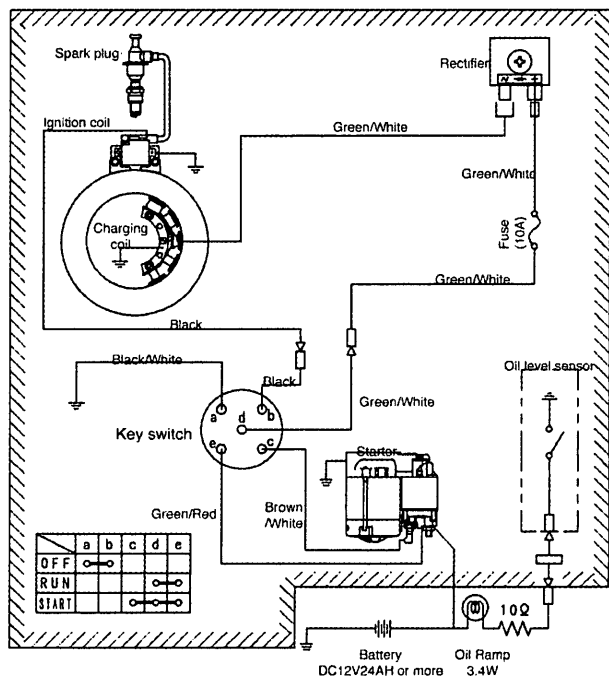 Spark plug
Rectifier
Ignition coil
Green/White
Green/White
Charging
coil
Fuse
(10A)
Green/White
Black
Black/White
Oil level sensor
Black
Green/White
a
b
d
e
c
Key switch
Starter
Green/Red
Brown
/White
a b c d e
OFF
RUN
START
10Ω
Battery
DC12V24AH or more
Oil Ramp
3.4W